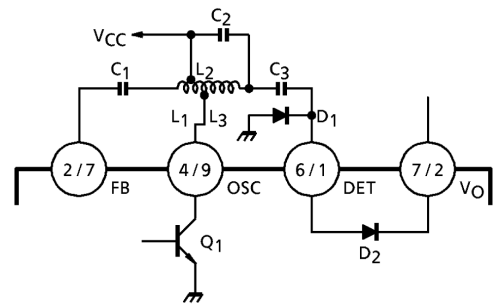 C2
VCC
C1
L2
C3
L1 L3
D1
2/7
4/9
6/1
7/2
FB
OSC
DET
VO
Q1
D2